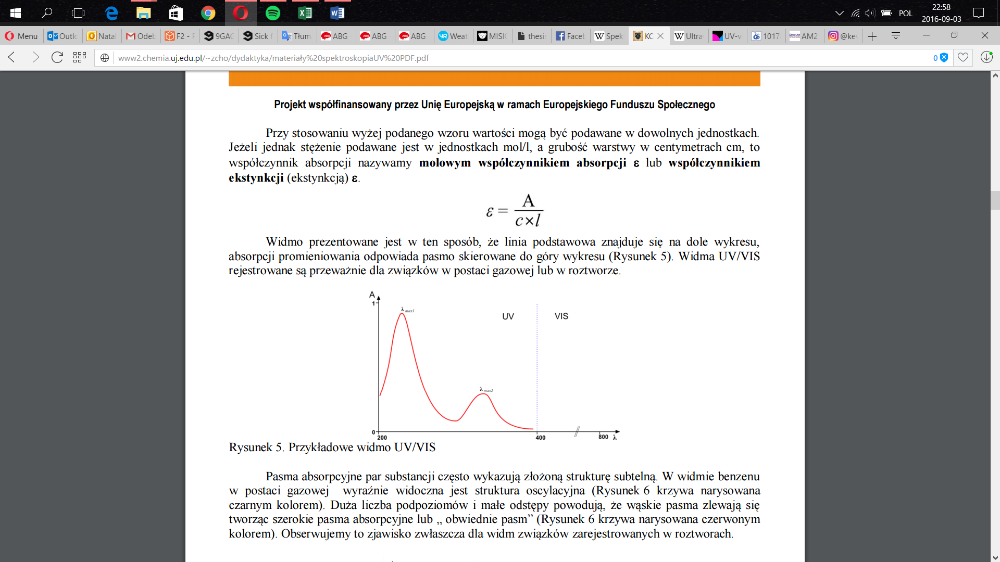 POL
22:58
2016-09-03
Menu
Outlo
Natal
Odeb
F2 - F
9GAG
Sick f
Tłum
ABG
ABG
ABG
Weat
MISIO
thesi
Faceb
Spek
KO
Ultra
UV-v
1017
AM2
@kev
www2.chemia.uj.edu.pl/~zcho/dydaktyka/materiały%20spektroskopiaUV%20PDF.pdf
0
Projekt współfinansowany przez Unię Europejską w ramach Europejskiego Funduszu Społecznego
Przy stosowaniu wyżej podanego wzoru wartości mogą być podawane w dowolnych jednostkach.
Jeżeli jednak stężenie podawane jest w jednostkach mol/l, a grubość warstwy w centymetrach cm, to
współczynnik absorpcji nazywamy molowym współczynnikiem absorpcji ε lub współczynnikiem
ekstynkcji (ekstynkcją) ε.
ε = A / c×l
Widmo prezentowane jest w ten sposób, że linia podstawowa znajduje się na dole wykresu,
absorpcji promieniowania odpowiada pasmo skierowane do góry wykresu (Rysunek 5). Widma UV/VIS
rejestrowane są przeważnie dla związków w postaci gazowej lub w roztworze.
A
1
λ max1
UV
VIS
λ max2
0
200
400
800 λ
Rysunek 5. Przykładowe widmo UV/VIS
Pasma absorpcyjne par substancji często wykazują złożoną strukturę subtelną. W widmie benzenu
w postaci gazowej wyraźnie widoczna jest struktura oscylacyjna (Rysunek 6 krzywa narysowana
czarnym kolorem). Duża liczba podpoziomów i małe odstępy powodują, że wąskie pasma zlewają się
tworząc szerokie pasma absorpcyjne lub „ obwiednie pasm” (Rysunek 6 krzywa narysowana czerwonym
kolorem). Obserwujemy to zjawisko zwłaszcza dla widm związków zarejestrowanych w roztworach.